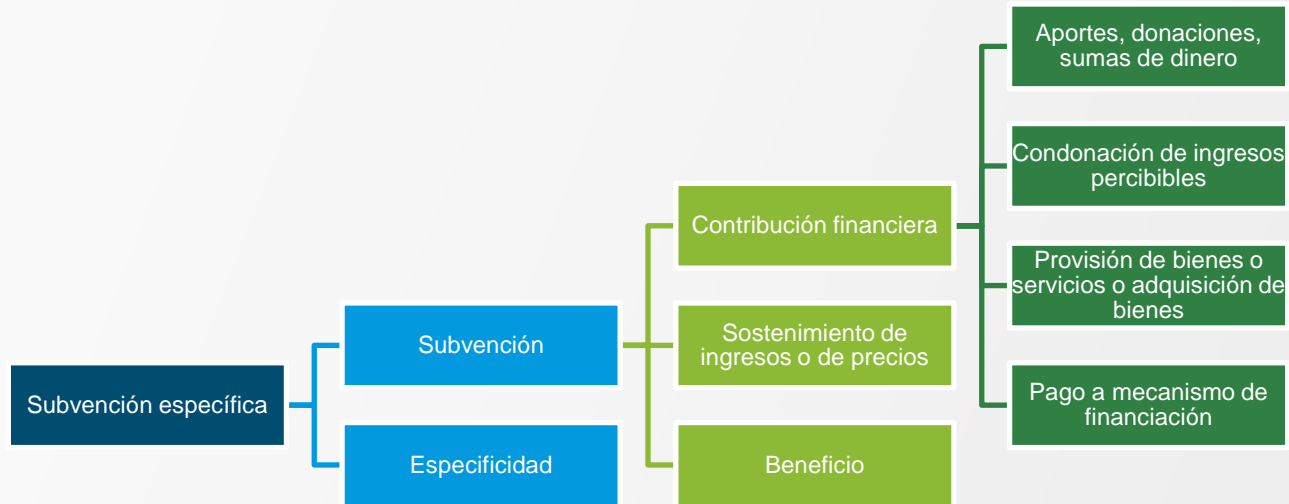 Subvención específica
Subvención
Especificidad
Contribución financiera
Sostenimiento de
ingresos o de precios
Beneficio
Aportes, donaciones,
sumas de dinero
Condonación de ingresos
percibibles
Provisión de bienes o
servicios o adquisición de
bienes
Pago a mecanismo de
financiación